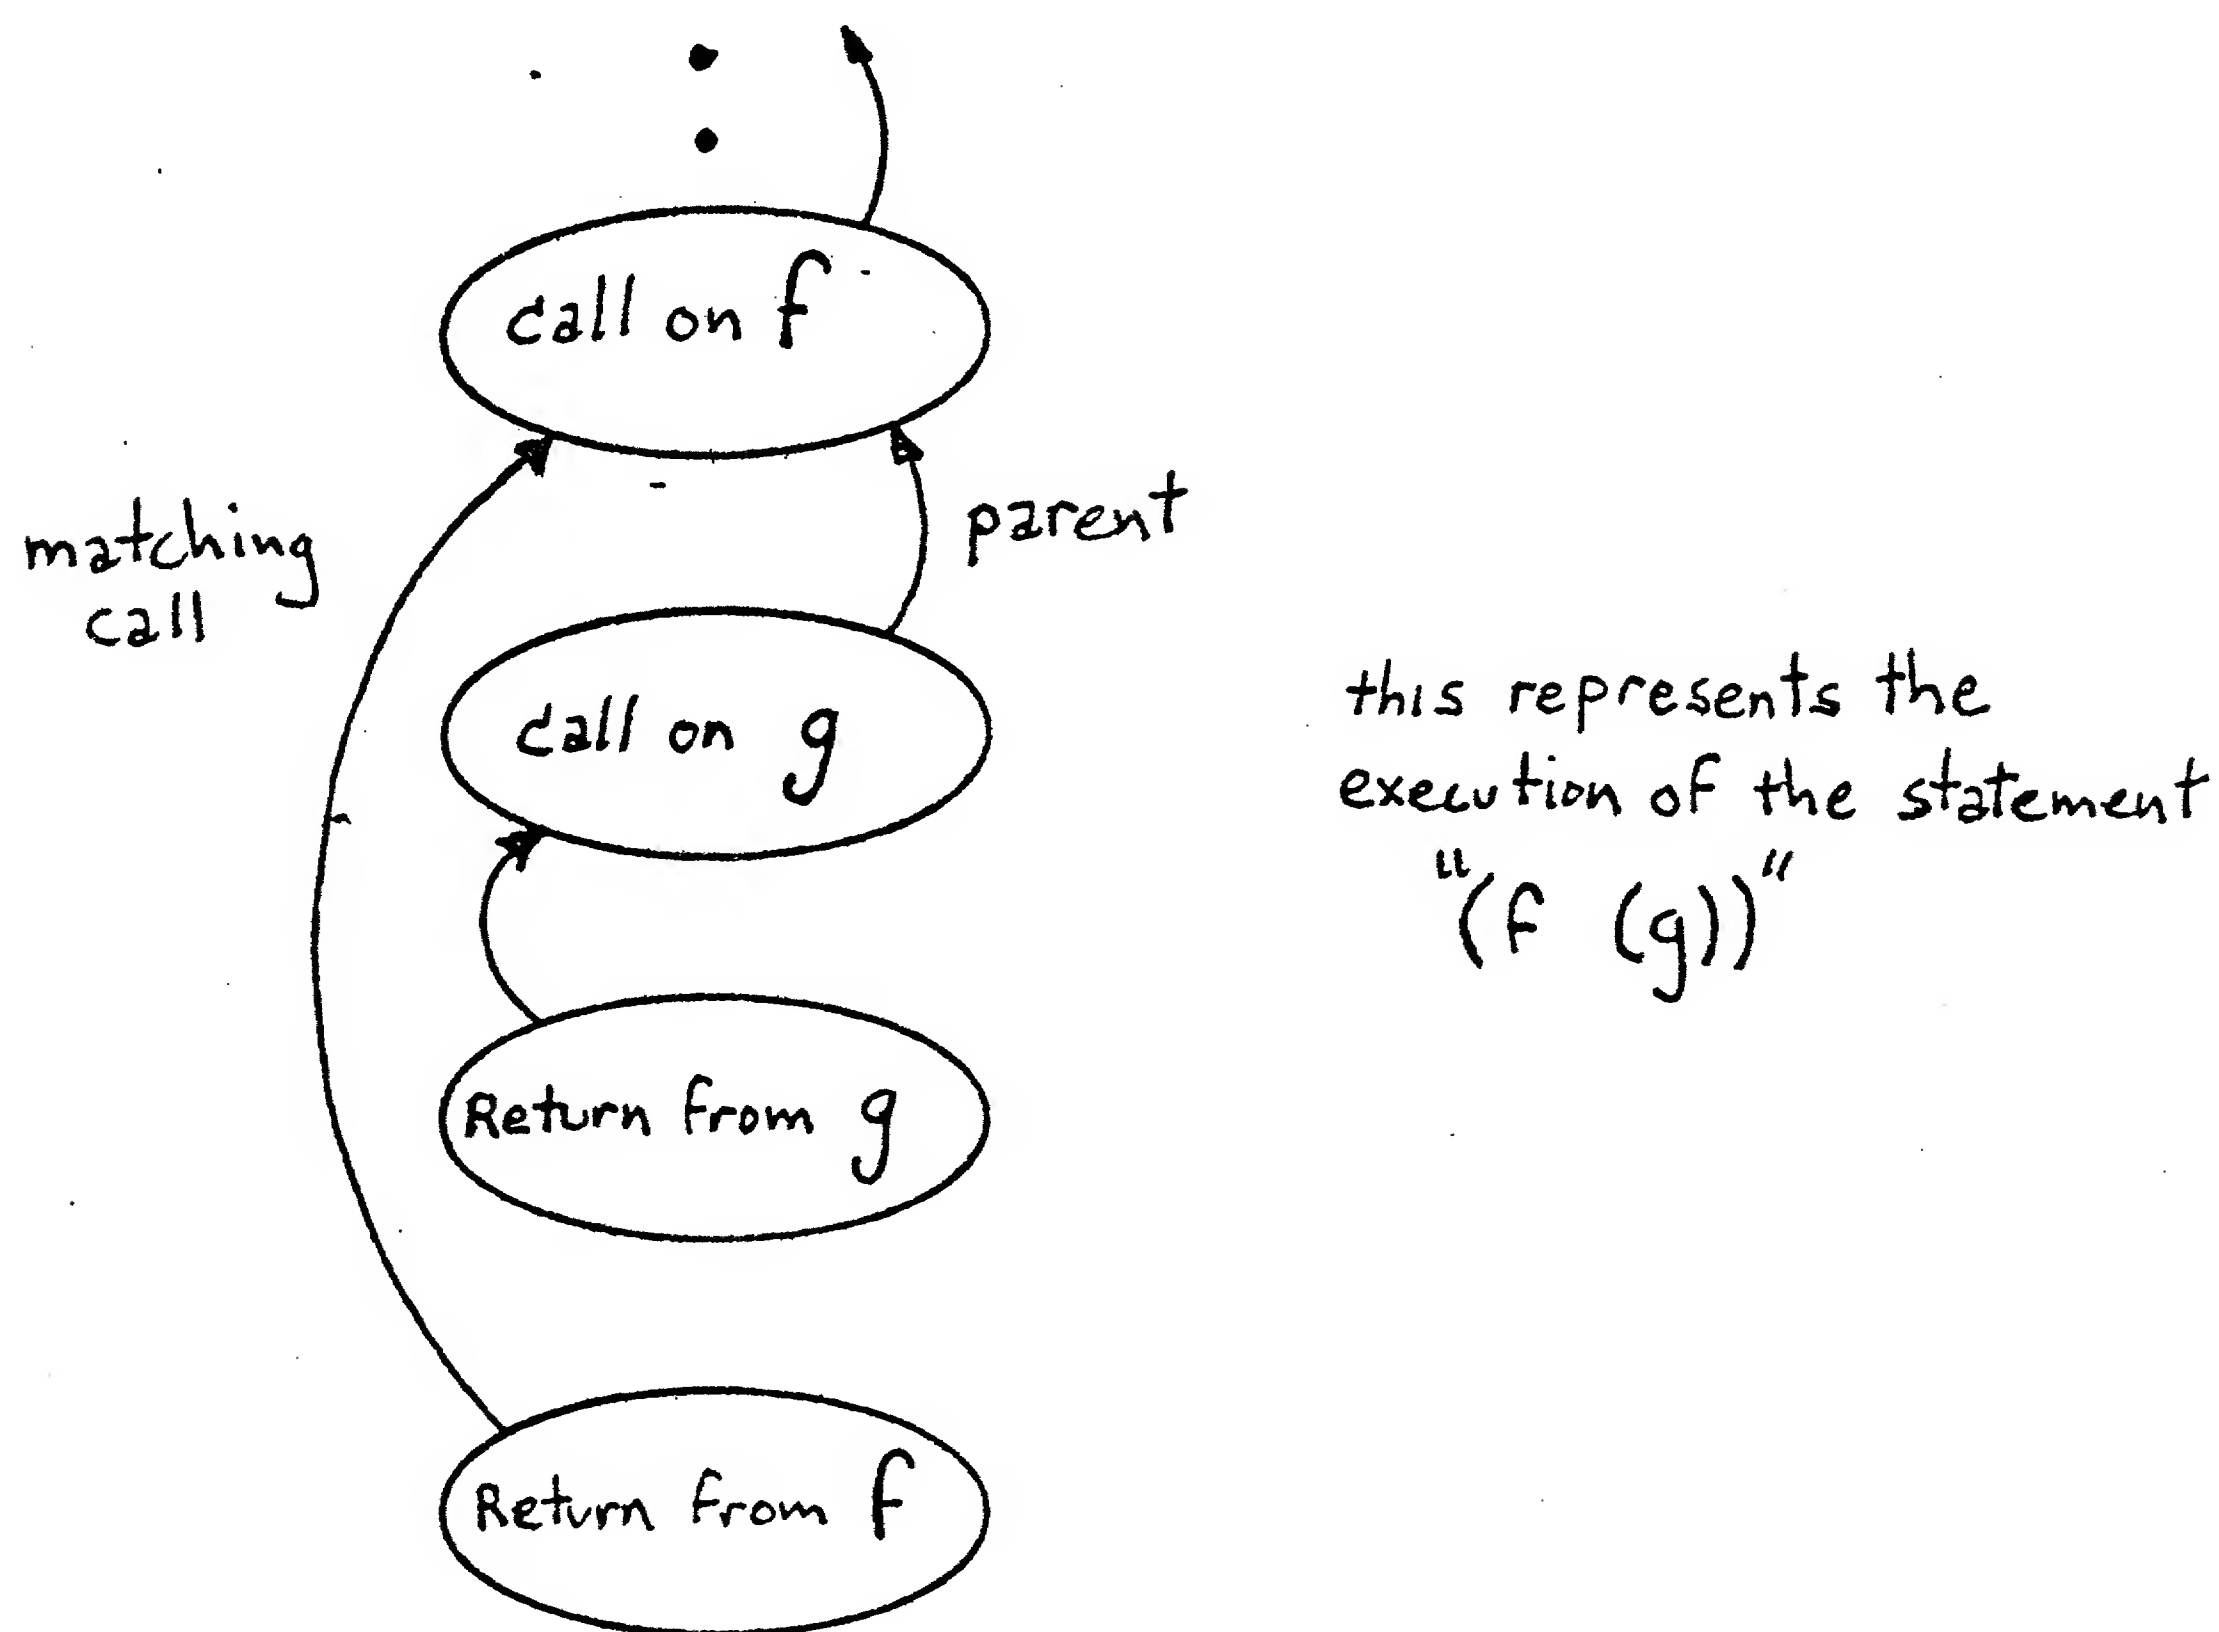 call on f
matching
call
parent
call on g
this represents the
execution of the statement
"(f (g))"
Return from g
Return from f